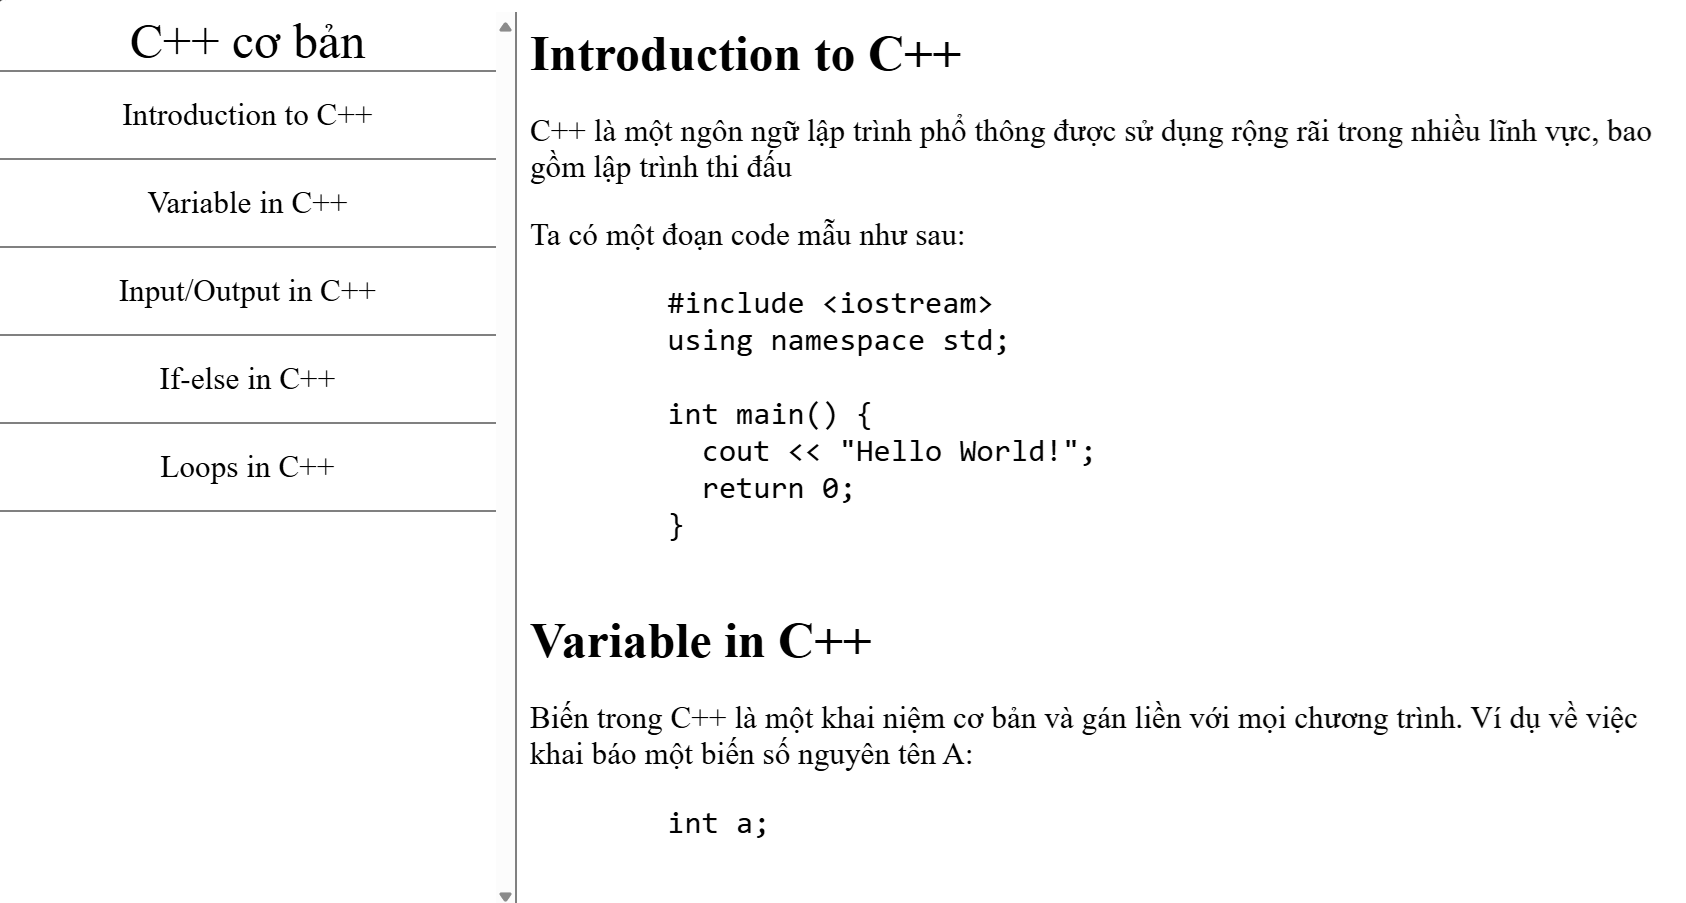 C++ cơ bản
Introduction to C++
Variable in C++
Input/Output in C++
If-else in C++
Loops in C++
Introduction to C++
C++ là một ngôn ngữ lập trình phổ thông được sử dụng rộng rãi trong nhiều lĩnh vực, bao
gồm lập trình thi đấu
Ta có một đoạn code mẫu như sau:
#include <iostream>
using namespace std;
int main() {
  cout << "Hello World!";
  return 0;
}
Variable in C++
Biến trong C++ là một khai niệm cơ bản và gán liền với mọi chương trình. Ví dụ về việc
khai báo một biến số nguyên tên A:
int a;